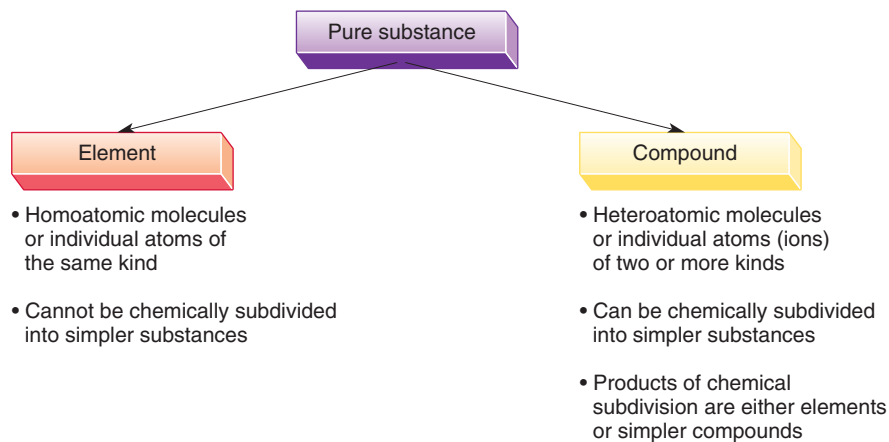 Pure substance
Element
• Homoatomic molecules
or individual atoms of
the same kind
• Cannot be chemically subdivided
into simpler substances
Compound
• Heteroatomic molecules
or individual atoms (ions)
of two or more kinds
• Can be chemically subdivided
into simpler substances
• Products of chemical
subdivision are either elements
or simpler compounds